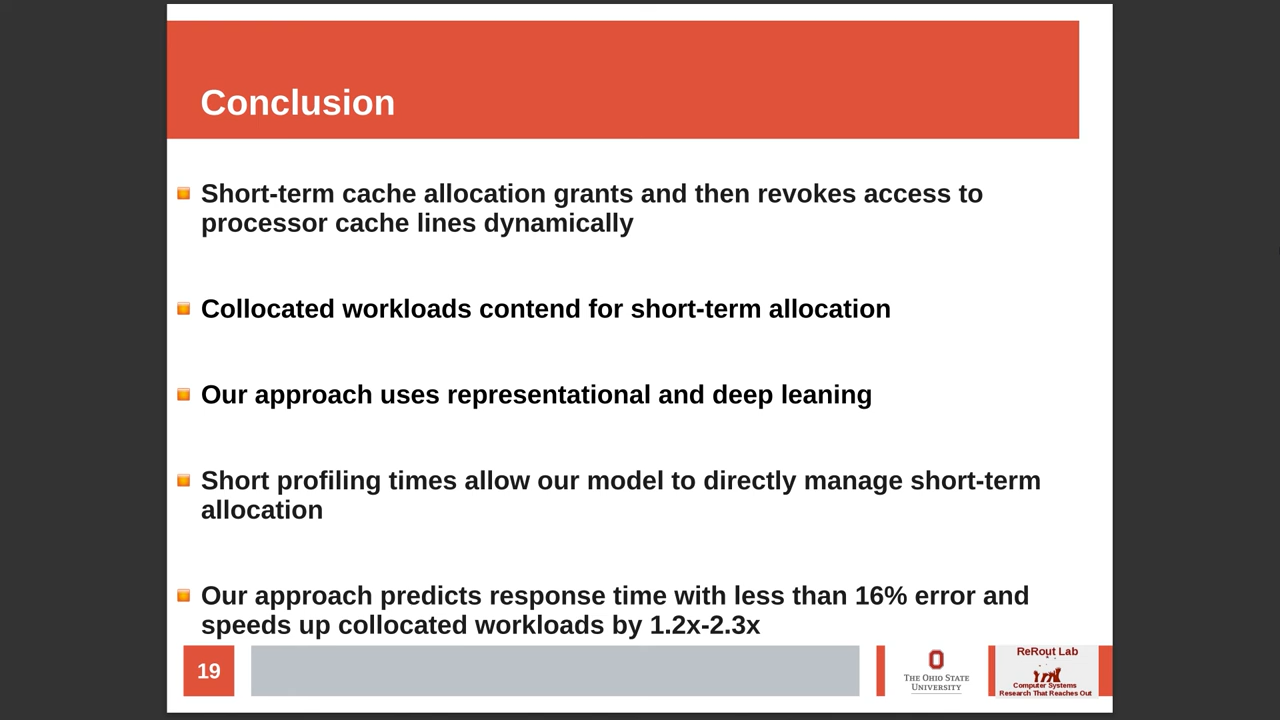 Conclusion
Short-term cache allocation grants and then revokes access to
processor cache lines dynamically
Collocated workloads contend for short-term allocation
Our approach uses representational and deep leaning
Short profiling times allow our model to directly manage short-term
allocation
Our approach predicts response time with less than 16% error and
speeds up collocated workloads by 1.2x-2.3x
19
THE OHIO STATE
UNIVERSITY
ReRout Lab
Computer Systems
Research That Reaches Out